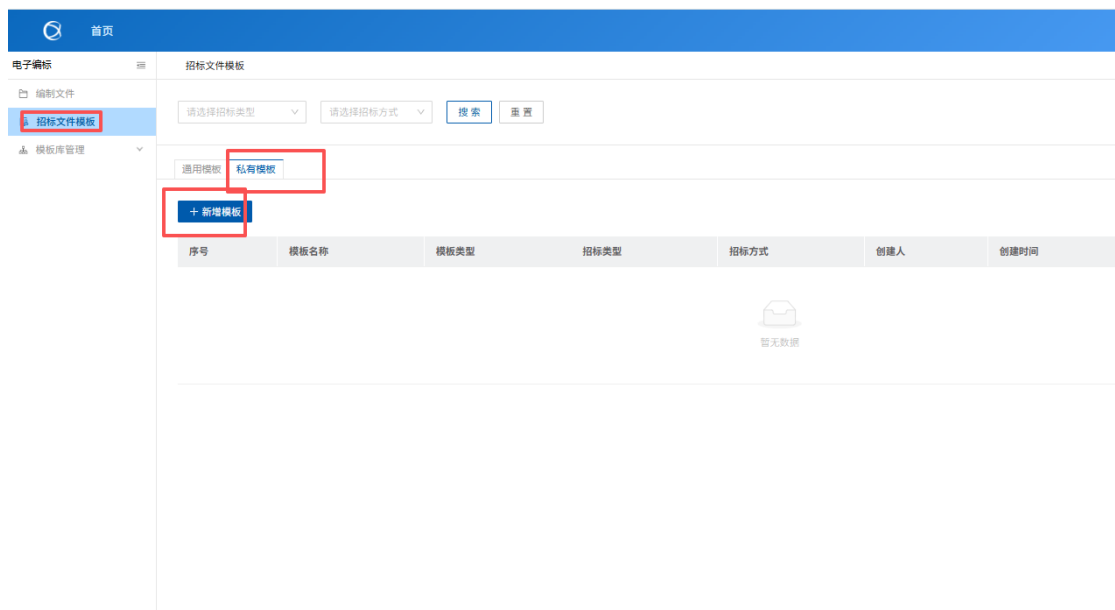 首页
电子编标
招标文件模板
编制文件
招标文件模板
模板库管理
请选择招标类型 请选择招标方式 搜索 重置
通用模板 私有模板
+ 新增模板
序号 模板名称 模板类型 招标类型 招标方式 创建人 创建时间
暂无数据